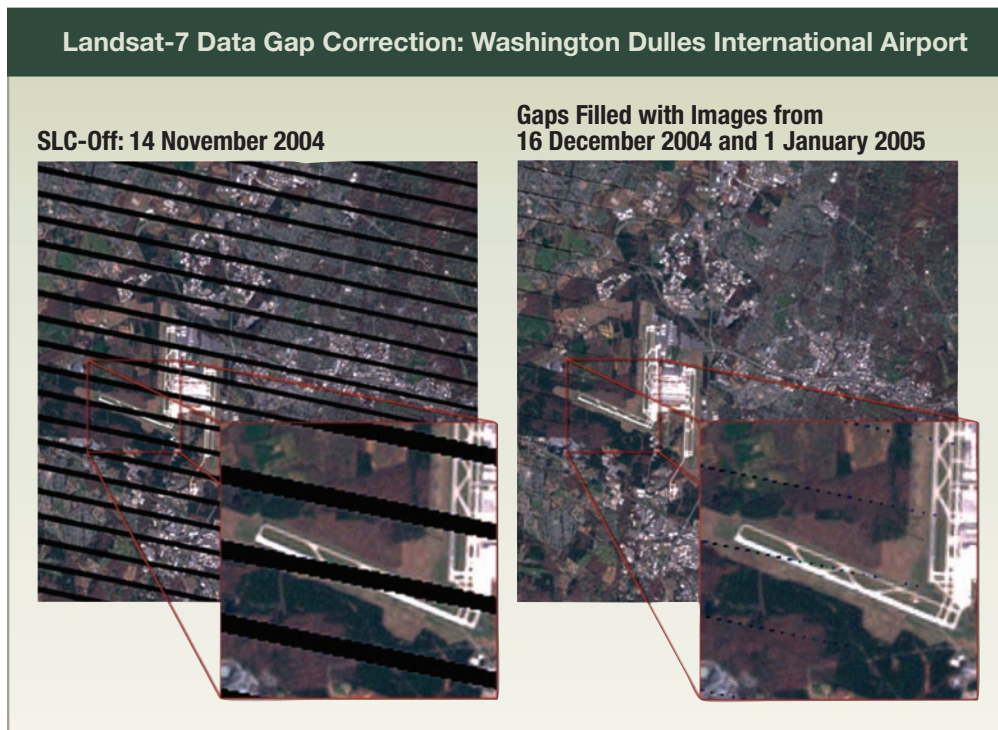 Landsat-7 Data Gap Correction: Washington Dulles International Airport
SLC-Off: 14 November 2004
Gaps Filled with Images from
16 December 2004 and 1 January 2005